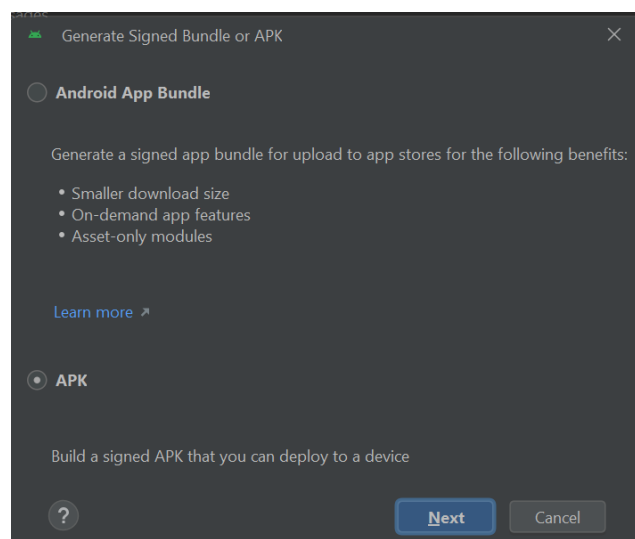 Generate Signed Bundle or APK
Android App Bundle
Generate a signed app bundle for upload to app stores for the following benefits:
• Smaller download size
• On-demand app features
• Asset-only modules
Learn more ↗
APK
Build a signed APK that you can deploy to a device
?
Next
Cancel